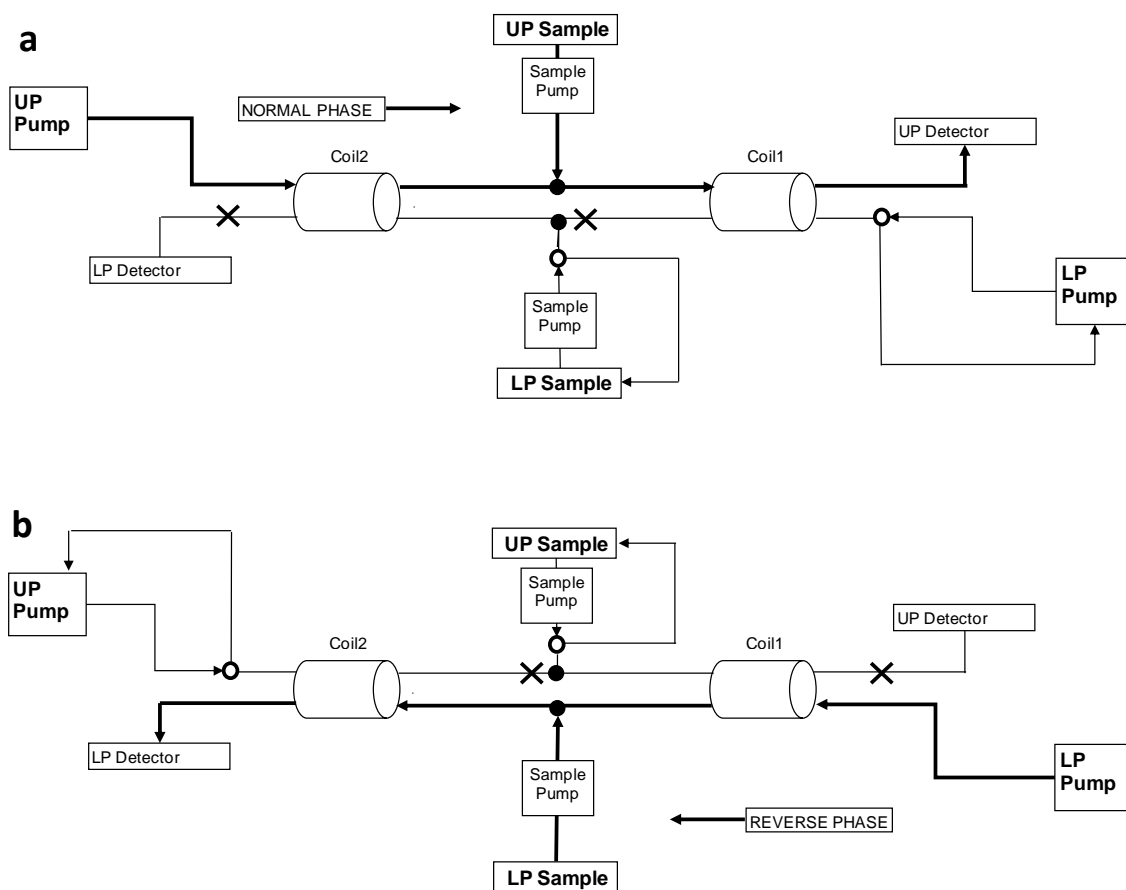 a
UP Sample
Sample
Pump
UP
Pump
NORMAL PHASE
UP Detector
Coil2
Coil1
LP Detector
LP
Pump
Sample
Pump
LP Sample
b
UP Sample
Sample
Pump
UP
Pump
UP Detector
Coil2
Coil1
LP Detector
LP
Pump
Sample
Pump
REVERSE PHASE
LP Sample